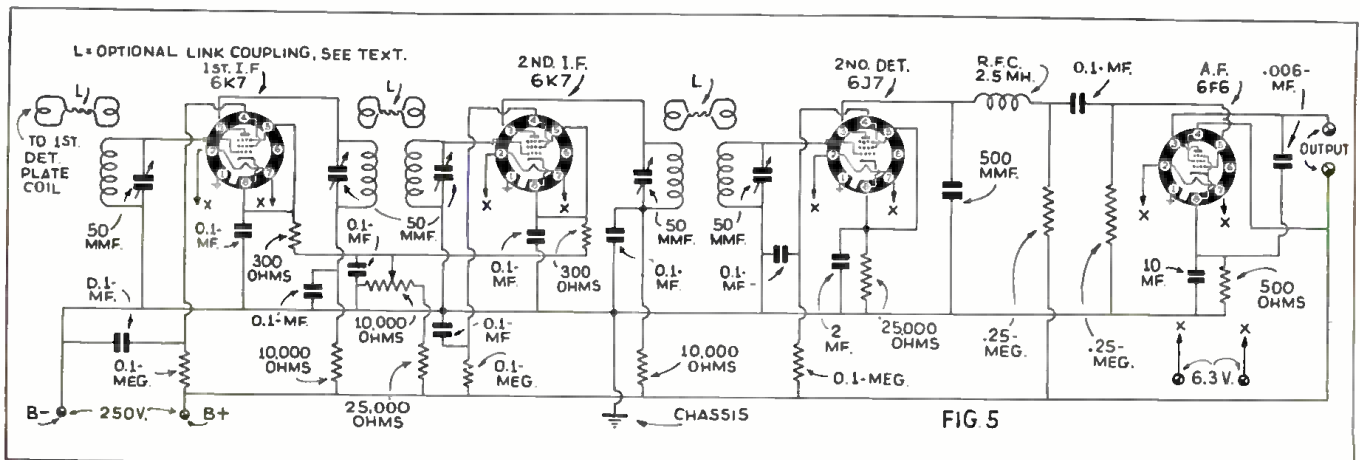 L = OPTIONAL LINK COUPLING, SEE TEXT.
1ST. I.F.
6K7
2ND. I.F.
6K7
2ND. DET.
6J7
R.F.C.
2.5 MH.
0.1-MF.
A.F.
6F6
.006-
MF.
L
L
L
TO 1ST.
DET.
PLATE
COIL
OUTPUT
50
MMF.
0.1-
MF.
X
X
300
OHMS
0.1-
MF.
50
MMF.
X
X
0.1-
MF.
300
OHMS
0.1-
MF.
50
MMF.
50
MMF.
0.1-
MF.
X
X
500
MMF.
X
X
10
MF.
500
OHMS
0.1-
MF.
0.1-MF.
10,000
OHMS
0.1-
MF
2
MF.
25,000
OHMS
.25-
MEG.
.25-
MEG.
X
X
0.1-
MEG.
10,000
OHMS
25,000
OHMS
0.1-
MEG.
10,000
OHMS
0.1-MEG.
6.3 V.
B-
250V.
B+
CHASSIS
FIG. 5